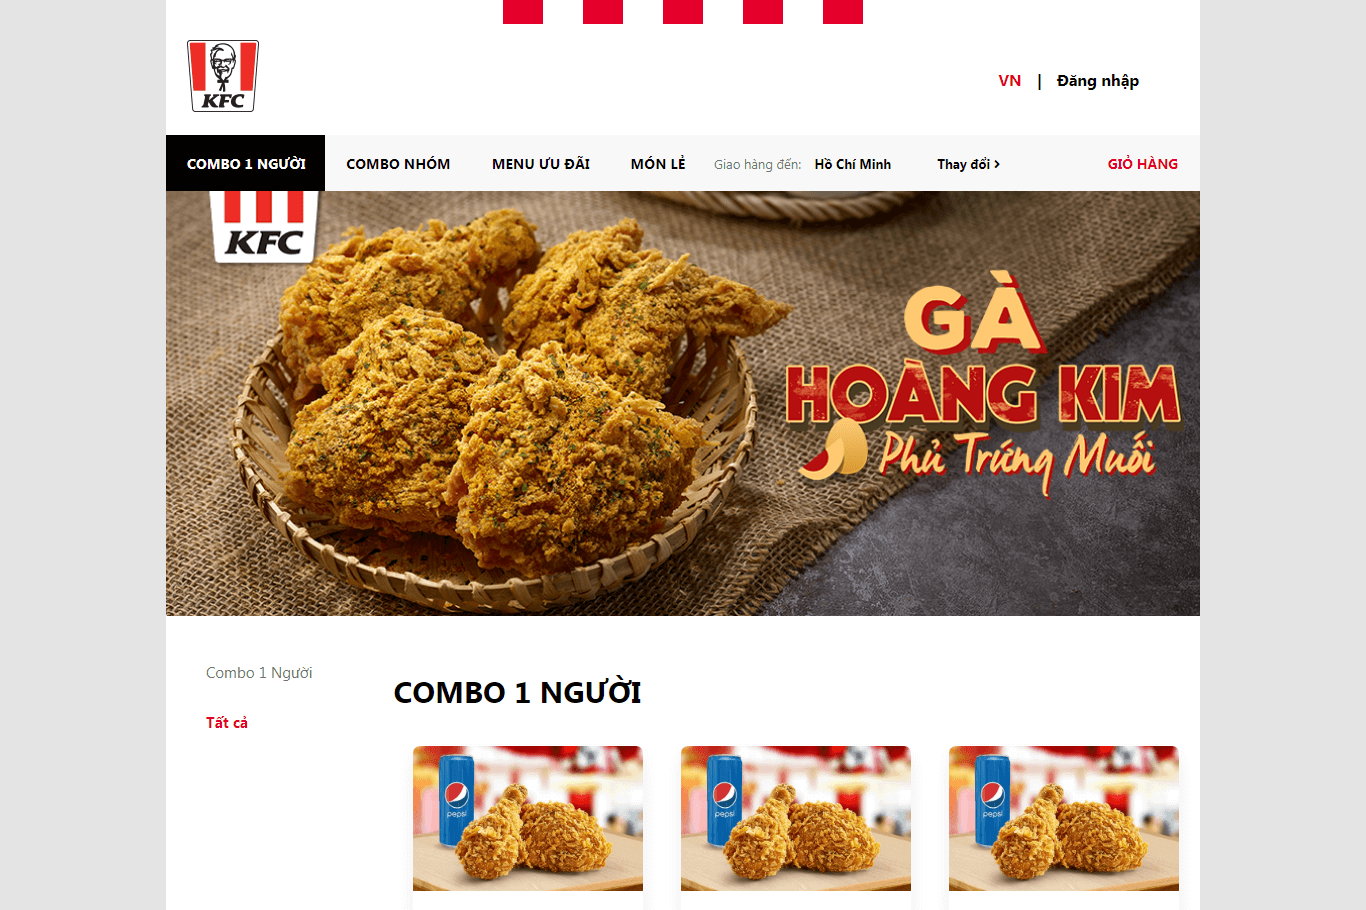 KFC
VN | Đăng nhập
COMBO 1 NGƯỜI
COMBO NHÓM
MENU ƯU ĐÃI
MÓN LẺ
Giao hàng đến: Hồ Chí Minh
Thay đổi >
GIỎ HÀNG
KFC
GÀ
HOÀNG KIM
Phủ Trứng Muối
Combo 1 Người
Tất cả
COMBO 1 NGƯỜI
pepsi
pepsi
pepsi